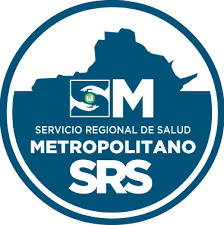 SM
SERVICIO REGIONAL DE SALUD
METROPOLITANO
SRS